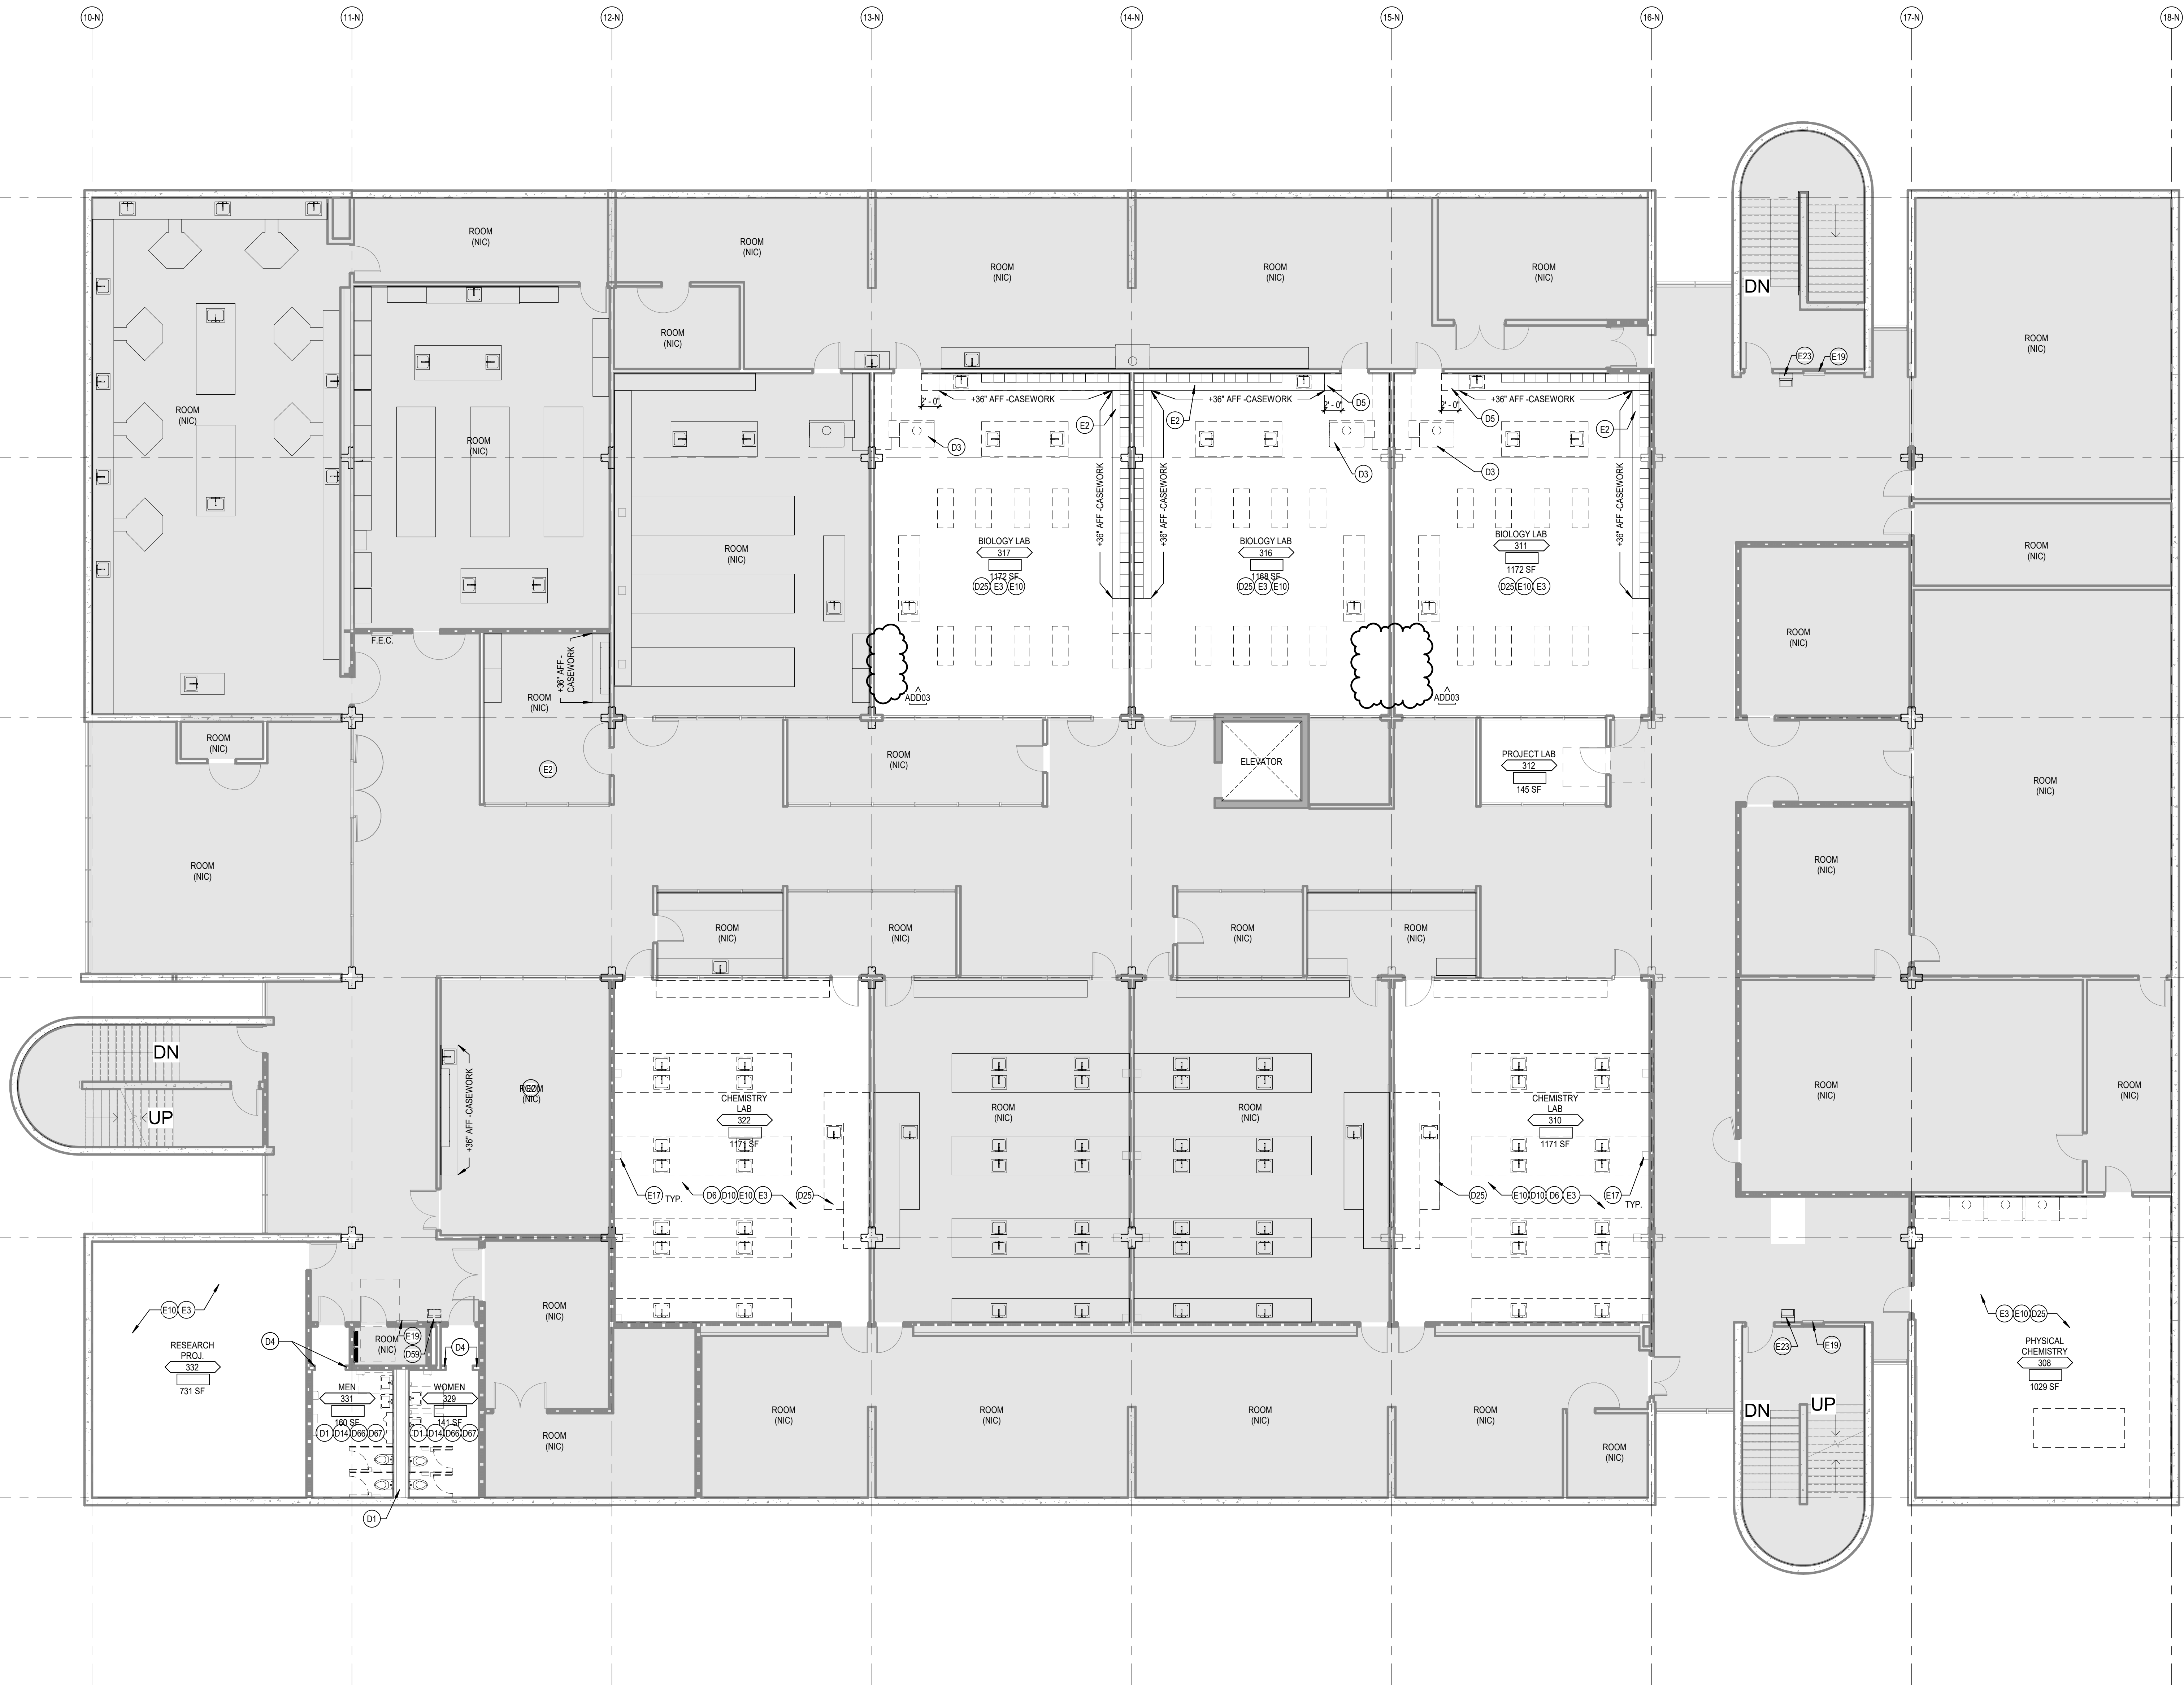 10-N
11-N
12-N
13-N
14-N
15-N
16-N
17-N
18-N
ROOM
(NIC)
ROOM
(NIC)
ROOM
(NIC)
ROOM
(NIC)
ROOM
(NIC)
DN
ROOM
(NIC)
ROOM
(NIC)
E23
E19
ROOM
(NIC)
ROOM
(NIC)
+36" AFF -CASEWORK
2' - 0"
E2
D3
+36" AFF -CASEWORK
+36" AFF -CASEWORK
2' - 0"
D5
E2
D3
+36" AFF -CASEWORK
+36" AFF -CASEWORK
2' - 0"
D5
E2
D3
+36" AFF -CASEWORK
ROOM
(NIC)
BIOLOGY LAB
317
1172 SF
D25 E3 E10
BIOLOGY LAB
316
1168 SF
D25 E3 E10
BIOLOGY LAB
311
1172 SF
D25 E10 E3
ROOM
(NIC)
ROOM
(NIC)
F.E.C.
+36" AFF -
CASEWORK
ROOM
(NIC)
ADD03
ADD03
ROOM
(NIC)
E2
ROOM
(NIC)
ELEVATOR
PROJECT LAB
312
145 SF
ROOM
(NIC)
ROOM
(NIC)
ROOM
(NIC)
ROOM
(NIC)
ROOM
(NIC)
ROOM
(NIC)
ROOM
(NIC)
DN
UP
+36" AFF -CASEWORK
ROOM
(NIC)
E2
CHEMISTRY
LAB
322
1171 SF
E17 TYP.
D6 D10 E10 E3
D25
ROOM
(NIC)
ROOM
(NIC)
CHEMISTRY
LAB
310
1171 SF
D25
E10 D10 D6 E3
E17
TYP.
ROOM
(NIC)
ROOM
(NIC)
E10 E3
RESEARCH
PROJ.
332
731 SF
D4
ROOM
(NIC)
E19
D59
D4
ROOM
(NIC)
MEN
331
160 SF
D1 D14 D66 D67
WOMEN
329
141 SF
D1 D14 D66 D67
D1
ROOM
(NIC)
ROOM
(NIC)
ROOM
(NIC)
ROOM
(NIC)
ROOM
(NIC)
ROOM
(NIC)
E23
E19
DN
UP
E3 E10 D25
PHYSICAL
CHEMISTRY
308
1029 SF